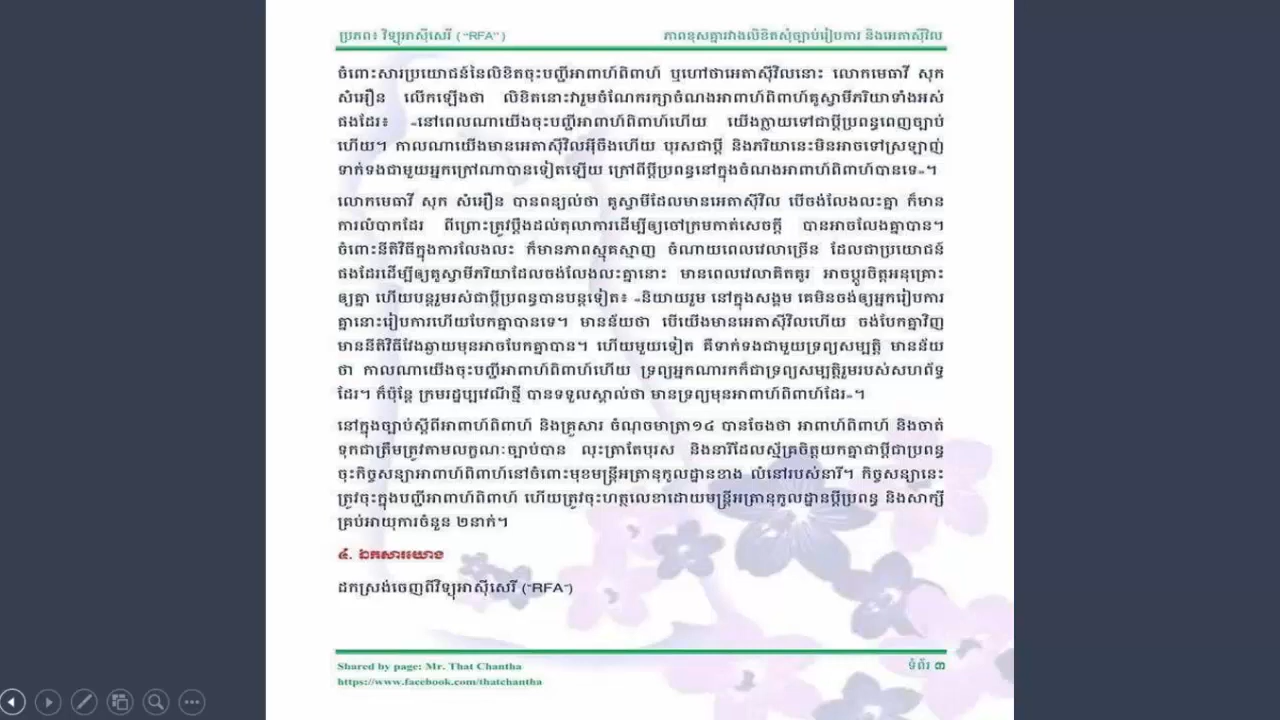 ប្រភព៖ វិទ្យុអាស៊ីសេរី ("RFA")
ភាពខុសគ្នារវាងលិខិតសុំច្បាប់រៀបការ និងអេតាស៊ីវិល
ចំពោះសារប្រយោជន៍នៃលិខិតចុះបញ្ជីអាពាហ៍ពិពាហ៍ ឬហៅថាអេតាស៊ីវិលនោះ លោកមេធាវី សុក
សំអឿន លើកឡើងថា លិខិតនោះវារួមចំណែករក្សាចំណងអាពាហ៍ពិពាហ៍គូស្វាមីភរិយាទាំងអស់
ផងដែរ៖ «នៅពេលណាយើងចុះបញ្ជីអាពាហ៍ពិពាហ៍ហើយ យើងក្លាយទៅជាប្ដីប្រពន្ធពេញច្បាប់
ហើយ។ កាលណាយើងមានអេតាស៊ីវិលអ៊ីចឹងហើយ បុរសជាប្ដី និងភរិយានេះមិនអាចទៅស្រឡាញ់
ទាក់ទងជាមួយអ្នកក្រៅណាបានទៀតឡើយ ក្រៅពីប្ដីប្រពន្ធនៅក្នុងចំណងអាពាហ៍ពិពាហ៍បានទេ»។
លោកមេធាវី សុក សំអឿន បានពន្យល់ថា គូស្វាមីដែលមានអេតាស៊ីវិល បើចង់លែងលះគ្នា ក៏មាន
ការលំបាកដែរ ពីព្រោះត្រូវប្ដឹងដល់តុលាការដើម្បីឲ្យចៅក្រមកាត់សេចក្ដី បានអាចលែងគ្នាបាន។
ចំពោះនីតិវិធីក្នុងការលែងលះ ក៏មានភាពស្មុគស្មាញ ចំណាយពេលវេលាច្រើន ដែលជាប្រយោជន៍
ផងដែរដើម្បីឲ្យគូស្វាមីភរិយាដែលចង់លែងលះគ្នានោះ មានពេលវេលាគិតគូរ អាចប្ដូរចិត្តអនុគ្រោះ
ឲ្យគ្នា ហើយបន្តរួមរស់ជាប្ដីប្រពន្ធបានបន្តទៀត៖ «និយាយរួម នៅក្នុងសង្គម គេមិនចង់ឲ្យអ្នករៀបការ
គ្នានោះរៀបការហើយបែកគ្នាបានទេ។ មានន័យថា បើយើងមានអេតាស៊ីវិលហើយ ចង់បែកគ្នាវិញ
មាននីតិវិធីវែងឆ្ងាយមុនអាចបែកគ្នាបាន។ ហើយមួយទៀត គឺទាក់ទងជាមួយទ្រព្យសម្បត្តិ មានន័យ
ថា កាលណាយើងចុះបញ្ជីអាពាហ៍ពិពាហ៍ហើយ ទ្រព្យអ្នកណារកក៏ជាទ្រព្យសម្បត្តិរួមរបស់សហព័ទ្ធ
ដែរ។ ក៏ប៉ុន្តែ ក្រមរដ្ឋប្បវេណីថ្មី បានទទួលស្គាល់ថា មានទ្រព្យមុនអាពាហ៍ពិពាហ៍ដែរ»។
នៅក្នុងច្បាប់ស្ដីពីអាពាហ៍ពិពាហ៍ និងគ្រួសារ ចំណុចមាត្រា១៤ បានចែងថា អាពាហ៍ពិពាហ៍ និងចាត់
ទុកជាត្រឹមត្រូវតាមលក្ខណៈច្បាប់បាន លុះត្រាតែបុរស និងនារីដែលស្ម័គ្រចិត្តយកគ្នាជាប្ដីជាប្រពន្ធ
ចុះកិច្ចសន្យាអាពាហ៍ពិពាហ៍នៅចំពោះមុខមន្ត្រីអត្រានុកូលដ្ឋានខាង លំនៅរបស់នារី។ កិច្ចសន្យានេះ
ត្រូវចុះក្នុងបញ្ជីអាពាហ៍ពិពាហ៍ ហើយត្រូវចុះហត្ថលេខាដោយមន្ត្រីអត្រានុកូលដ្ឋានប្ដីប្រពន្ធ និងសាក្សី
គ្រប់អាយុការចំនួន ២នាក់។
៤. ឯកសារយោង
ដកស្រង់ចេញពីវិទ្យុអាស៊ីសេរី ("RFA")
Shared by page: Mr. That Chantha
ទំព័រ ៣
https://www.facebook.com/thatchantha